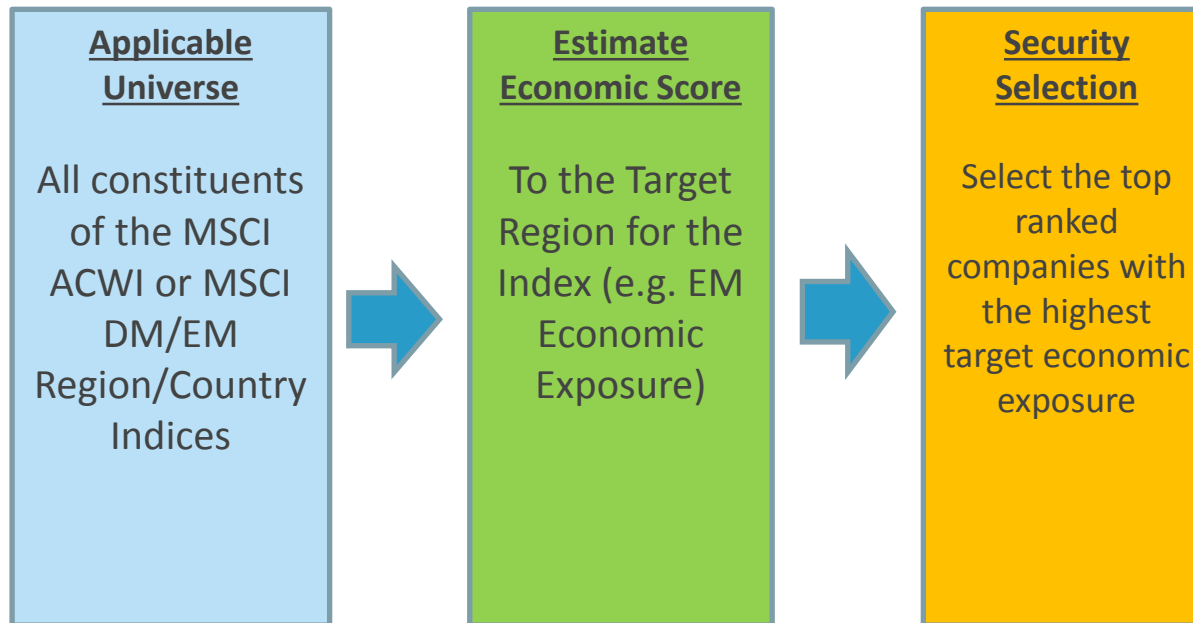 Applicable
Universe
All constituents
of the MSCI
ACWI or MSCI
DM/EM
Region/Country
Indices
Estimate
Economic Score
To the Target
Region for the
Index (e.g. EM
Economic
Exposure)
Security
Selection
Select the top
ranked
companies with
the highest
target economic
exposure